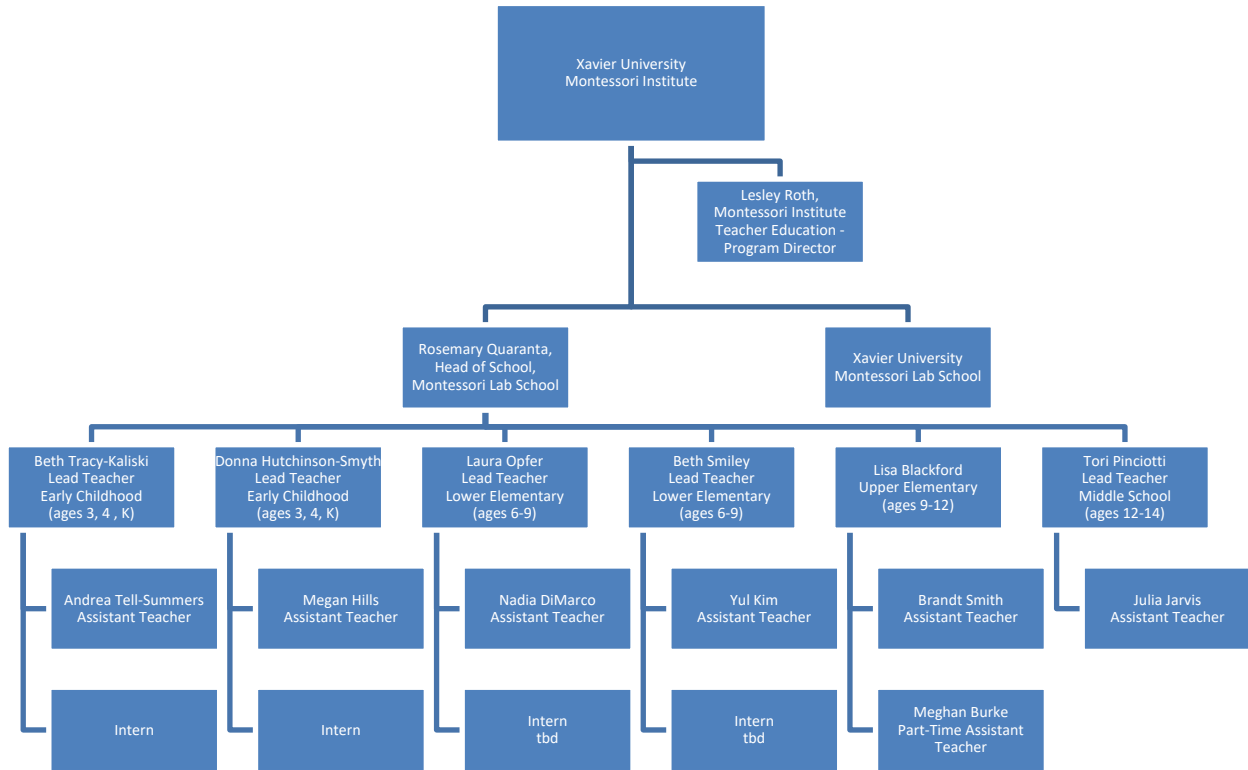 Xavier University
Montessori Institute
Lesley Roth,
Montessori Institute
Teacher Education -
Program Director
Rosemary Quaranta,
Head of School,
Montessori Lab School
Xavier University
Montessori Lab School
Beth Tracy-Kaliski
Lead Teacher
Early Childhood
(ages 3, 4 , K)
Donna Hutchinson-Smyth
Lead Teacher
Early Childhood
(ages 3, 4, K)
Laura Opfer
Lead Teacher
Lower Elementary
(ages 6-9)
Beth Smiley
Lead Teacher
Lower Elementary
(ages 6-9)
Lisa Blackford
Upper Elementary
(ages 9-12)
Tori Pinciotti
Lead Teacher
Middle School
(ages 12-14)
Andrea Tell-Summers
Assistant Teacher
Megan Hills
Assistant Teacher
Nadia DiMarco
Assistant Teacher
Yul Kim
Assistant Teacher
Brandt Smith
Assistant Teacher
Julia Jarvis
Assistant Teacher
Intern
Intern
Intern
tbd
Intern
tbd
Meghan Burke
Part-Time Assistant
Teacher